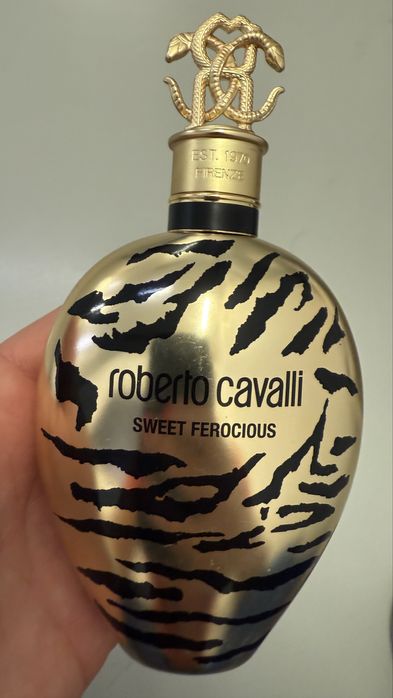 EST. 1970
FIRENZE
roberto cavalli
SWEET FEROCIOUS